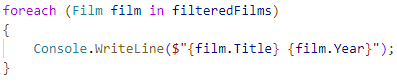 foreach (Film film in filteredFilms)
{
    Console.WriteLine($"{film.Title} {film.Year}");
}